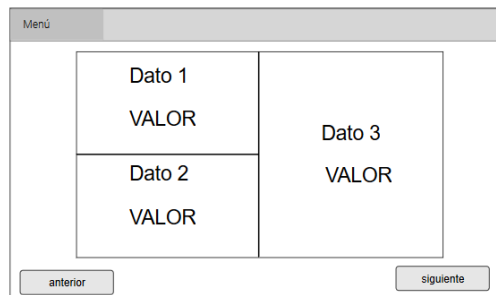 Menú
Dato 1
VALOR
Dato 2
VALOR
Dato 3
VALOR
anterior
siguiente